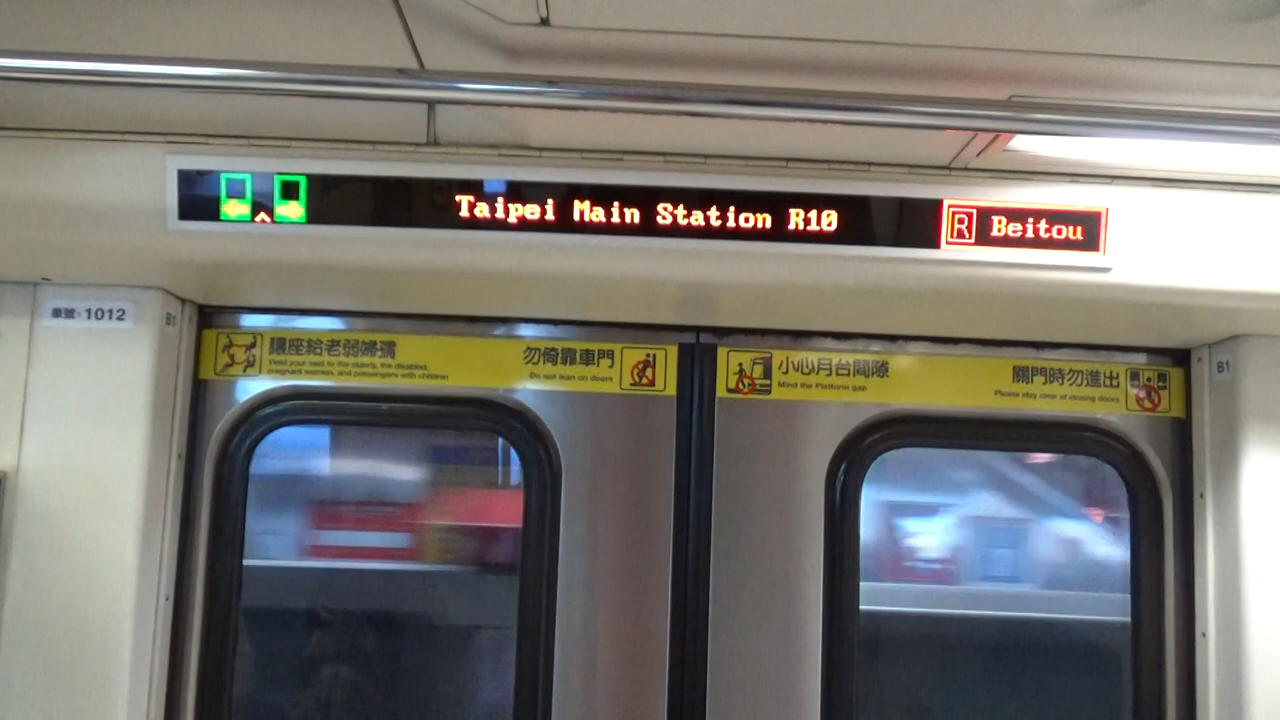 Taipei Main Station R10
R Beitou
車號:1012
B1
讓座給老弱婦孺
Yield your seat to the elderly, the disabled,
pregnant women, and passengers with children
勿倚靠車門
Do not lean on doors
小心月台間隙
Mind the Platform gap
關門時勿進出
Please stay clear of closing doors
B1